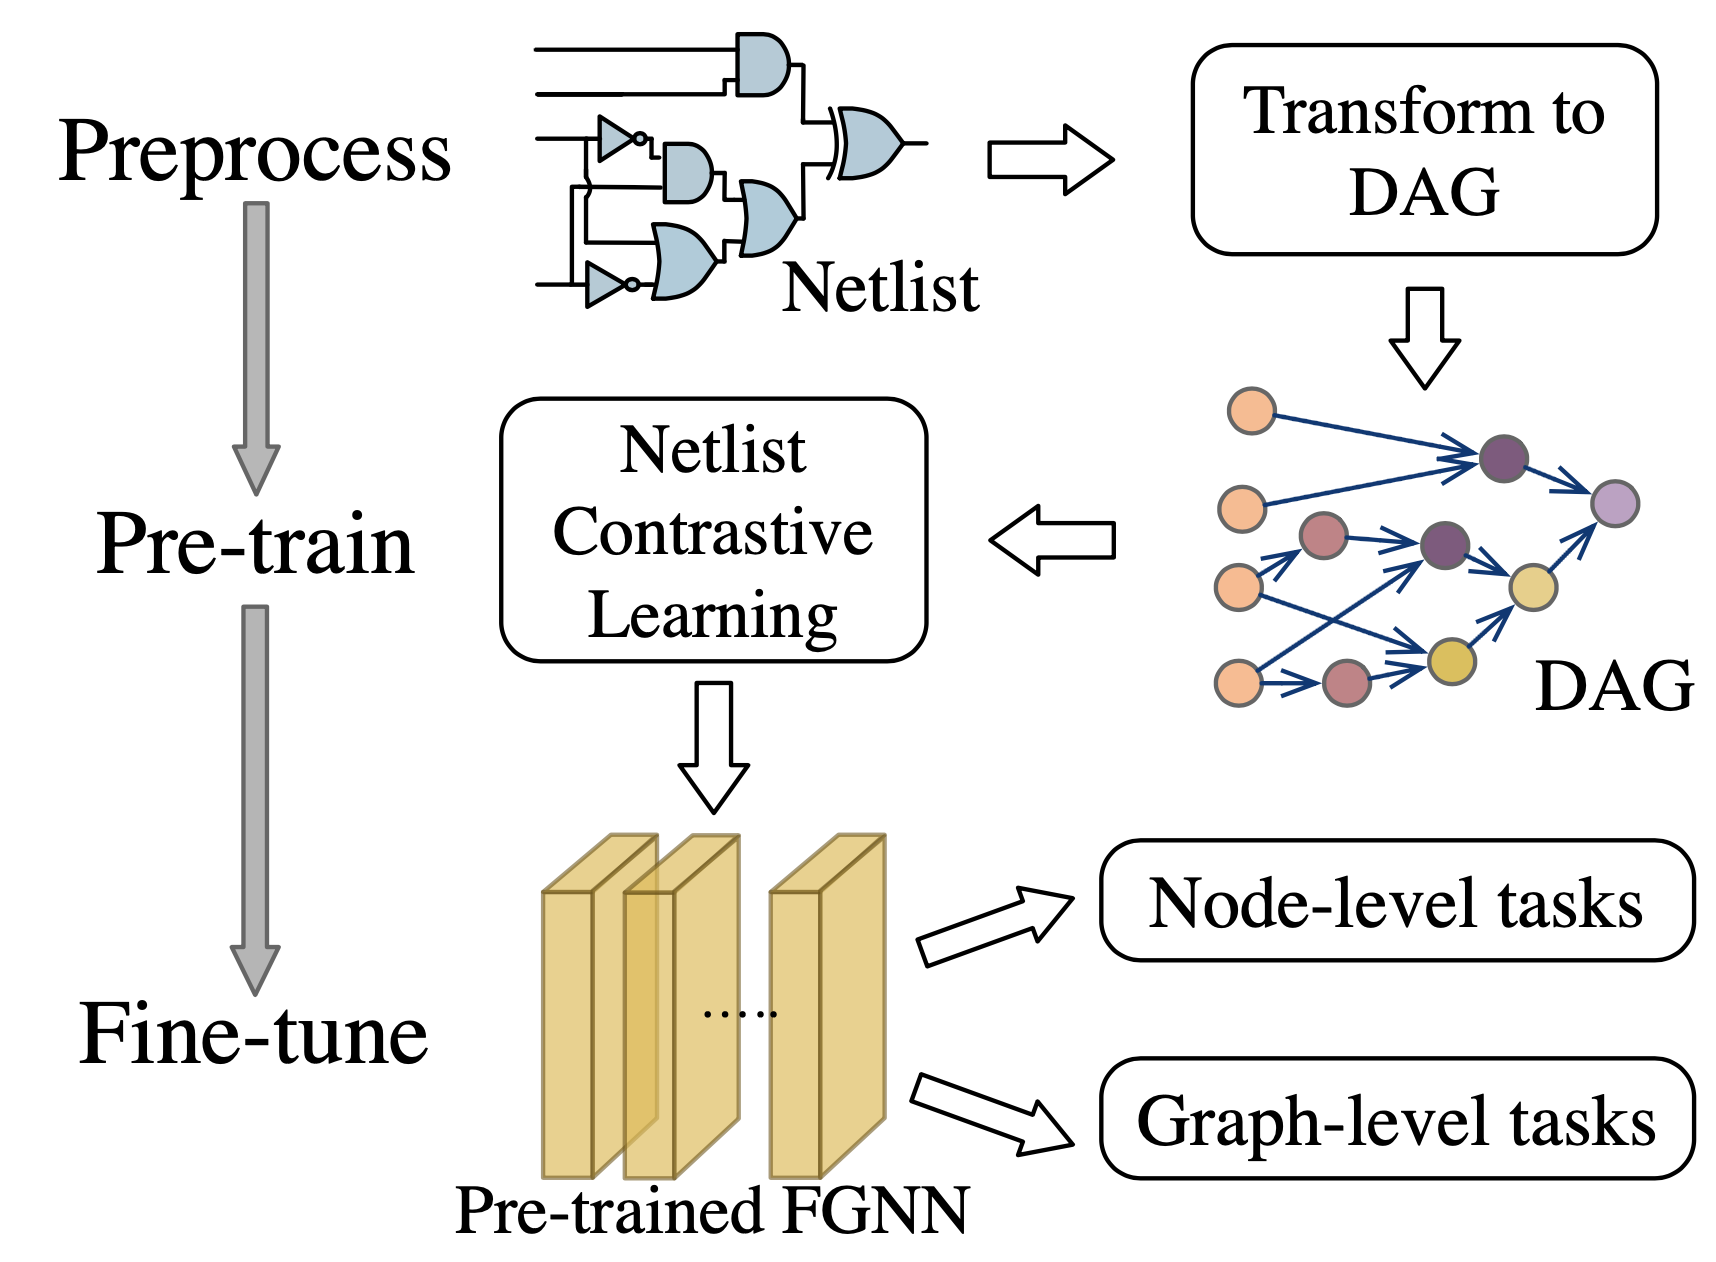 Preprocess
Netlist
Transform to
DAG
Pre-train
Netlist
Contrastive
Learning
DAG
Fine-tune
.....
Pre-trained FGNN
Node-level tasks
Graph-level tasks